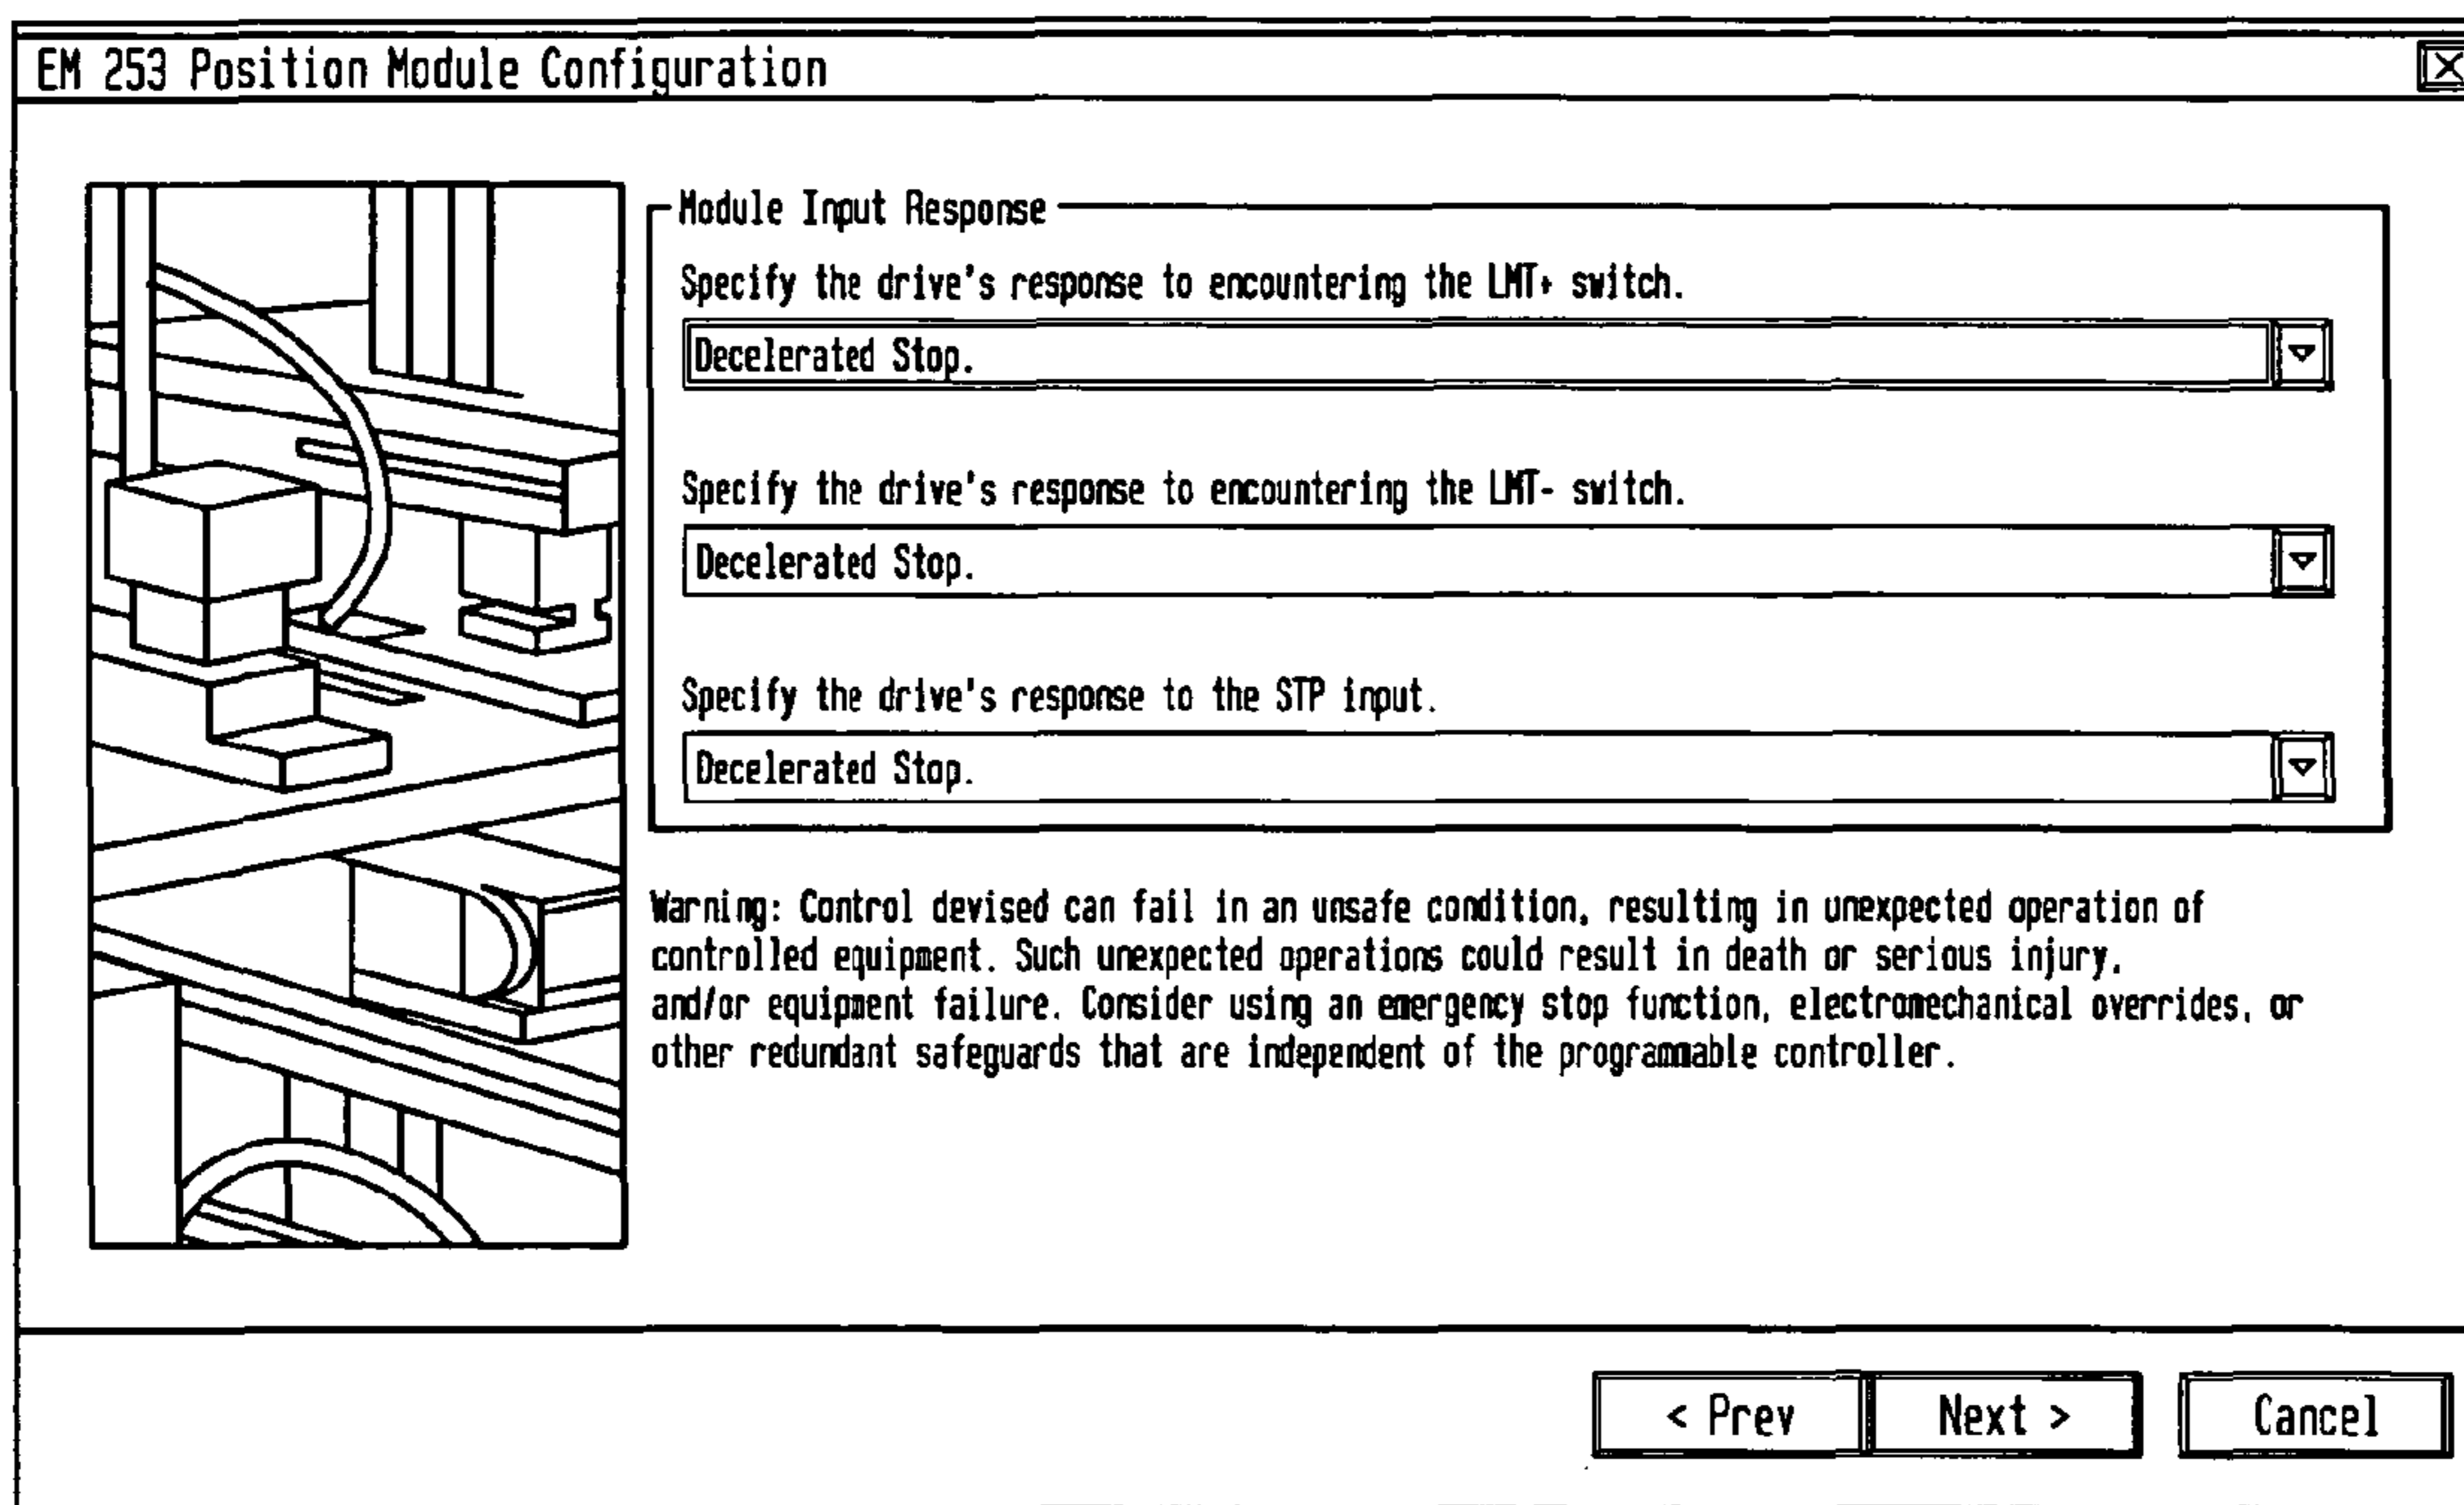 EM 253 Position Module Configuration
Module Input Response
Specify the drive's response to encountering the LMT+ switch.
Decelerated Stop.
Specify the drive's response to encountering the LMT- switch.
Decelerated Stop.
Specify the drive's response to the STP input.
Decelerated Stop.
Warning: Control devised can fail in an unsafe condition, resulting in unexpected operation of
controlled equipment. Such unexpected operations could result in death or serious injury,
and/or equipment failure. Consider using an emergency stop function, electromechanical overrides, or
other redundant safeguards that are independent of the programmable controller.
< Prev
Next >
Cancel